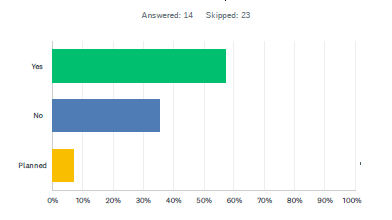 Answered: 14 Skipped: 23
Yes
No
Planned
0% 10% 20% 30% 40% 50% 60% 70% 80% 90% 100%